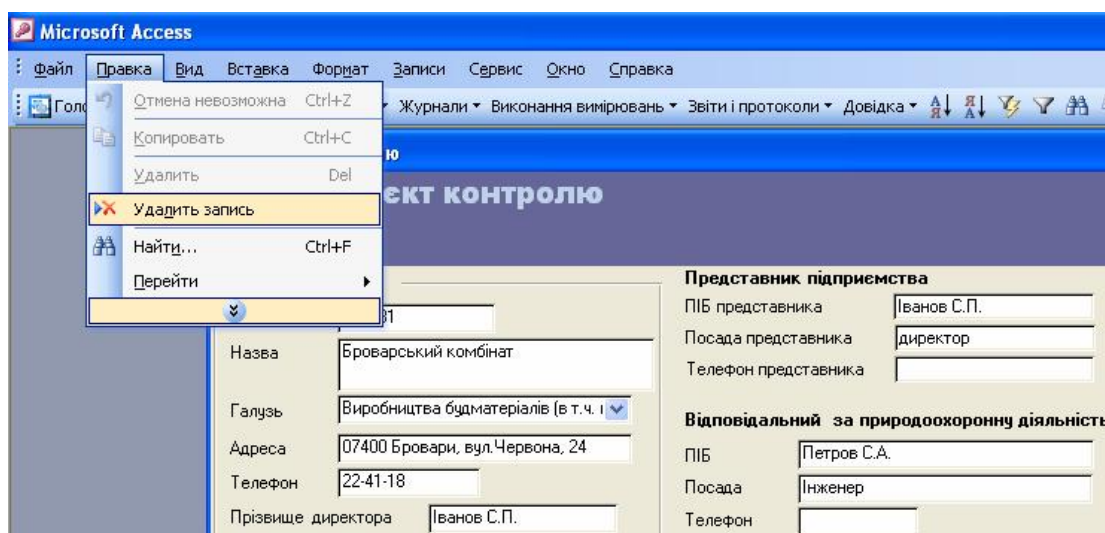 Microsoft Access
Файл Правка Вид Вставка Формат Записи Сервис Окно Справка
Журнали Виконання вимірювань Звіти і протоколи Довідка
Отмена невозможна Ctrl+Z
Копировать Ctrl+C
Удалить Del
Удалить запись
Найти... Ctrl+F
Перейти
ю
єкт контролю
Представник підприємства
ПІБ представника Іванов С.П.
Посада представника директор
Телефон представника
Назва Броварський комбінат
Галузь Виробництва будматеріалів (в т.ч.
Адреса 07400 Бровари, вул.Червона, 24
Телефон 22-41-18
Прізвище директора Іванов С.П.
Відповідальний за природоохоронну діяльність
ПІБ Петров С.А.
Посада Інженер
Телефон